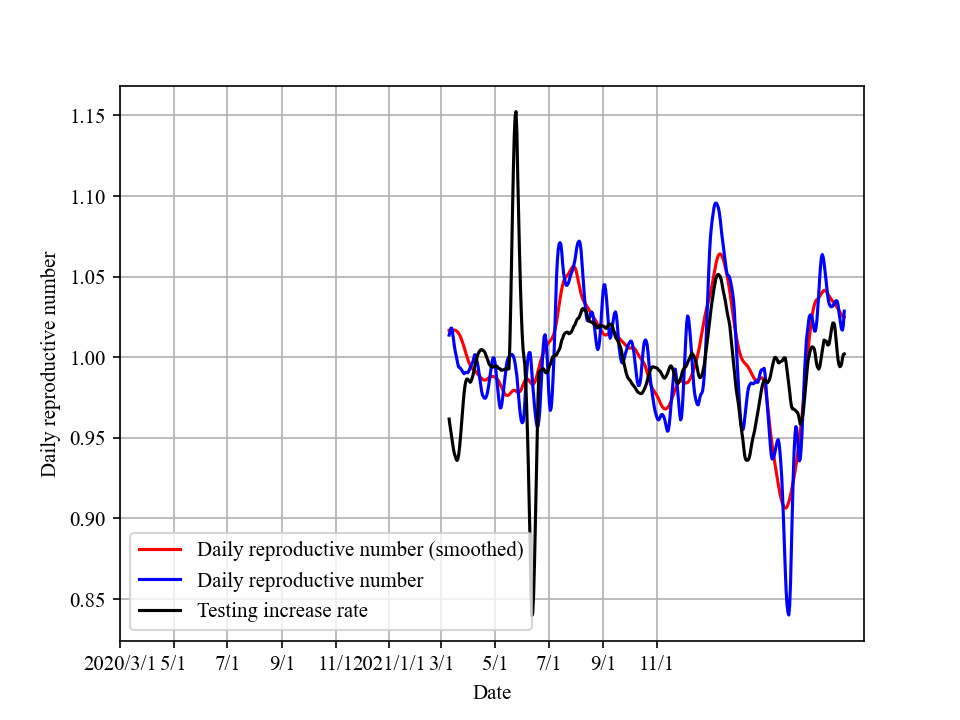 1.15
1.10
1.05
1.00
0.95
0.90
0.85
Daily reproductive number
Daily reproductive number (smoothed)
Daily reproductive number
Testing increase rate
2020/3/1 5/1 7/1 9/1 11/1 2021/1/1 3/1 5/1 7/1 9/1 11/1
Date